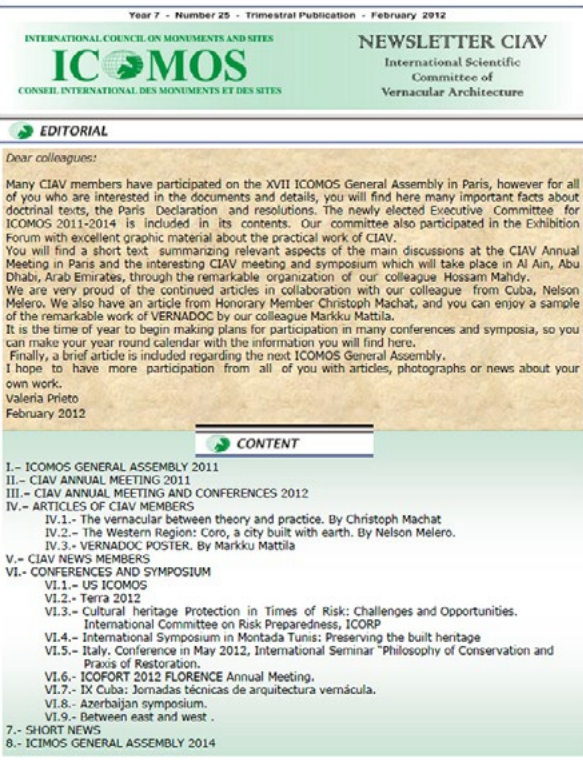 Year 7 - Number 25 - Trimestral Publication - February 2012
INTERNATIONAL COUNCIL ON MONUMENTS AND SITES
ICOMOS
CONSEIL INTERNATIONAL DES MONUMENTS ET DES SITES
NEWSLETTER CIAV
International Scientific
Committee of
Vernacular Architecture
EDITORIAL
Dear colleagues:
Many CIAV members have participated on the XVII ICOMOS General Assembly in Paris, however for all
of you who are interested in the documents and details, you will find here many important facts about
doctrinal texts, the Paris Declaration and resolutions. The newly elected Executive Committee for
ICOMOS 2011-2014 is included in its contents. Our committee also participated in the Exhibition
Forum with excellent graphic material about the practical work of CIAV.
You will find a short text summanzing relevant aspects of the main discussions at the CIAV Annual
Meeting in Paris and the interesting CIAV meeting and symposium which will take place in Al Ain, Abu
Dhabi, Arab Emirates, through the remarkable organization of our colleague Hossam Mahdy.
We are very proud of the continued articles in collaboration with our colleague from Cuba, Nelson
Melero. We also have an article from Honorary Member Christoph Machat, and you can enjoy a sample
of the remarkable work of VERNADOC by our colleague Markku Mattila.
It is the time of year to begin making plans for participation in many conferences and symposia, so you
can make your year round calendar with the information you will find here.
Finally, a brief article is included regarding the next ICOMOS General Assembly.
I hope to have more participation from all of you with articles, photographs or news about your
own work.
Valeria Prieto
February 2012
CONTENT
I.- ICOMOS GENERAL ASSEMBLY 2011
II.- CIAV ANNUAL MEETING 2011
III.- CIAV ANNUAL MEETING AND CONFERENCES 2012
IV.- ARTICLES OF CIAV MEMBERS
IV.1.- The vernacular between theory and practice. By Christoph Machat
IV.2.- The Western Region: Coro, a city built with earth. By Nelson Melero.
IV.3.- VERNADOC POSTER. By Markku Mattila
V.- CIAV NEWS MEMBERS
VI.- CONFERENCES AND SYMPOSIUM
VI.1.- US ICOMOS
VI.2.- Terra 2012
VI.3.- Cultural heritage Protection in Times of Risk: Challenges and Opportunities.
International Committee on Risk Preparedness, ICORP
VI.4.- International Symposium in Montada Tunis: Preserving the built heritage
VI.5.- Italy. Conference in May 2012, International Seminar "Philosophy of Conservation and
Praxis of Restoration.
VI.6.- ICOFORT 2012 FLORENCE Annual Meeting.
VI.7.- IX Cuba: Jornadas técnicas de arquitectura vernácula.
VI.8.- Azerbaijan symposium.
VI.9.- Between east and west .
7.- SHORT NEWS
8.- ICIMOS GENERAL ASSEMBLY 2014